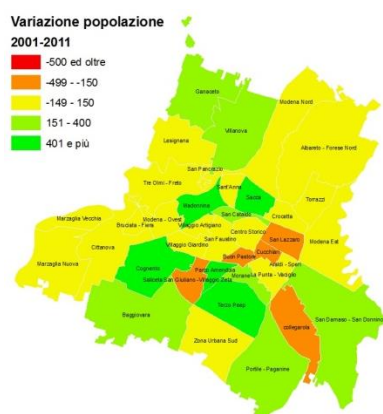 Variazione popolazione
2001-2011
-500 ed oltre
-499 - -150
-149 - 150
151 - 400
401 e più
Ganaceto
Modena Nord
Villanova
Albareto - Forese Nord
Lesignana
San Pancrazio
Tre Olmi - Freto
Sant'Anna
Madonnina
Sacca
Torrazzi
Marzaglia Vecchia
San Cataldo
Crocetta
Bruciata - Fiera
Modena - Ovest
Villaggio Artigiano
Centro Storico
San Faustino
San Lazzaro
Modena Est
Cittanova
Villaggio Giardino
Buon Pastore
Cucchiari
Marzaglia Nuova
Cognento
Parco Amendola
Morane
La Punta - Vaciglio
Saliceta San Giuliano - Villaggio Zeta
Baggiovara
Collegarola
San Damaso - San Donnino
Zona Urbana Sud
Portile - Paganine